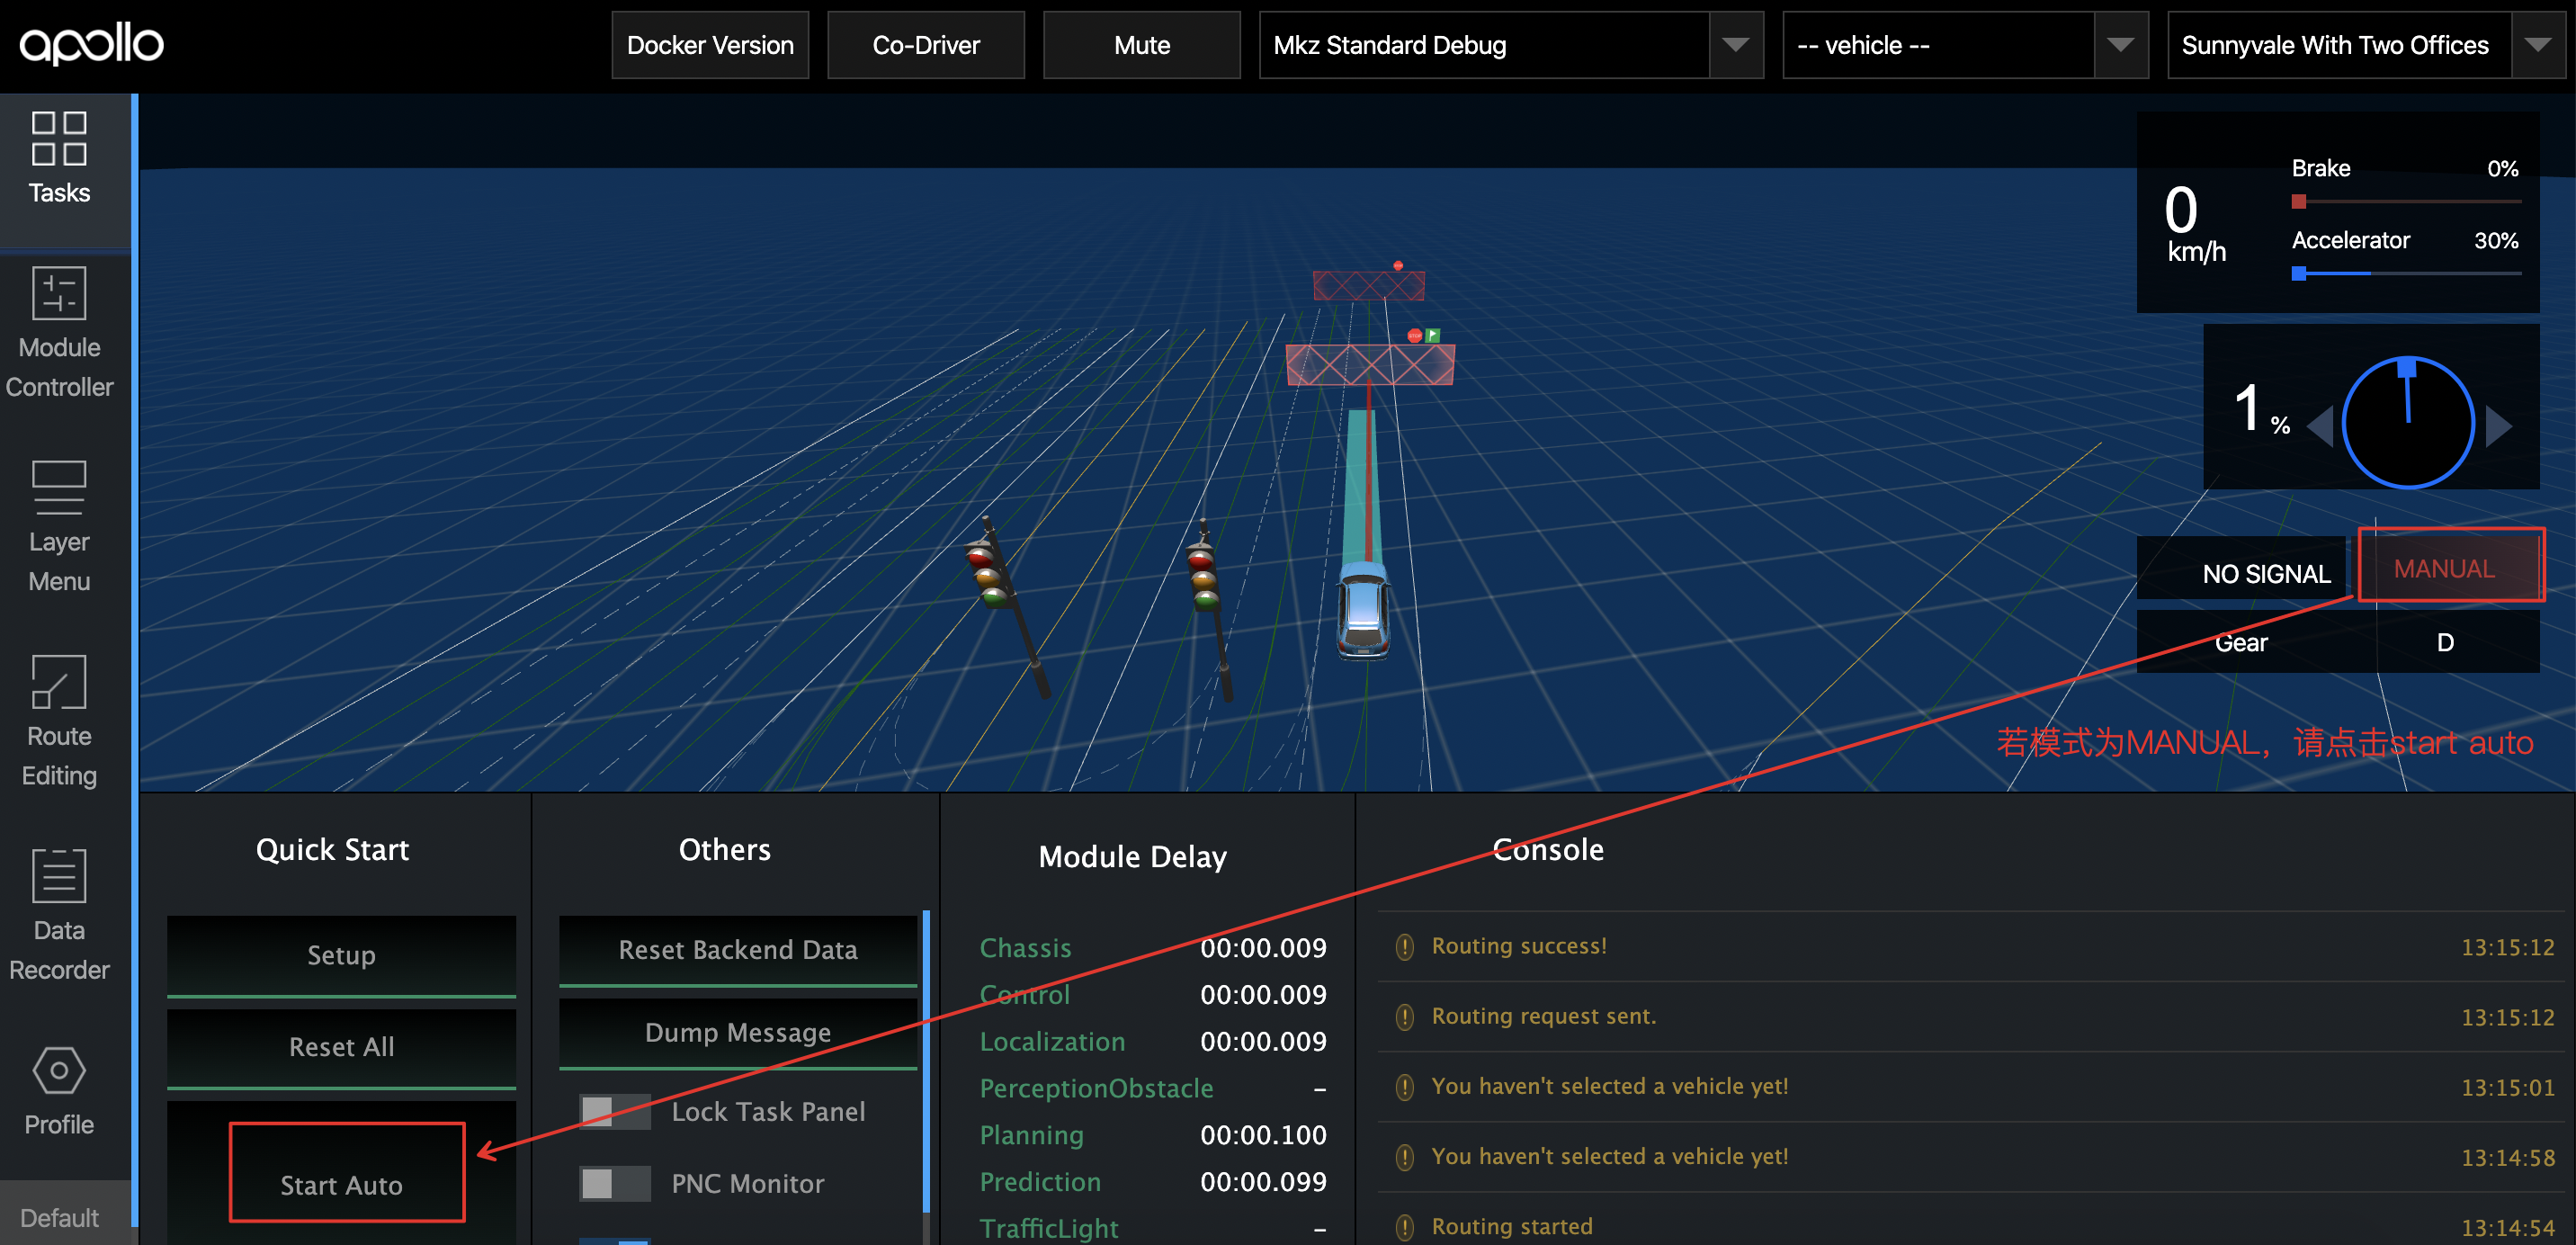 apollo
Docker Version
Co-Driver
Mute
Mkz Standard Debug
-- vehicle --
Sunnyvale With Two Offices
Tasks
Module
Controller
Layer
Menu
Route
Editing
Data
Recorder
Profile
Default
0
km/h
Brake 0%
Accelerator 30%
1 %
NO SIGNAL
MANUAL
Gear D
若模式为MANUAL，请点击start auto
Quick Start
Setup
Reset All
Start Auto
Others
Reset Backend Data
Dump Message
Lock Task Panel
PNC Monitor
Module Delay
Chassis 00:00.009
Control 00:00.009
Localization 00:00.009
PerceptionObstacle –
Planning 00:00.100
Prediction 00:00.099
TrafficLight –
Console
Routing success! 13:15:12
Routing request sent. 13:15:12
You haven't selected a vehicle yet! 13:15:01
You haven't selected a vehicle yet! 13:14:58
Routing started 13:14:54